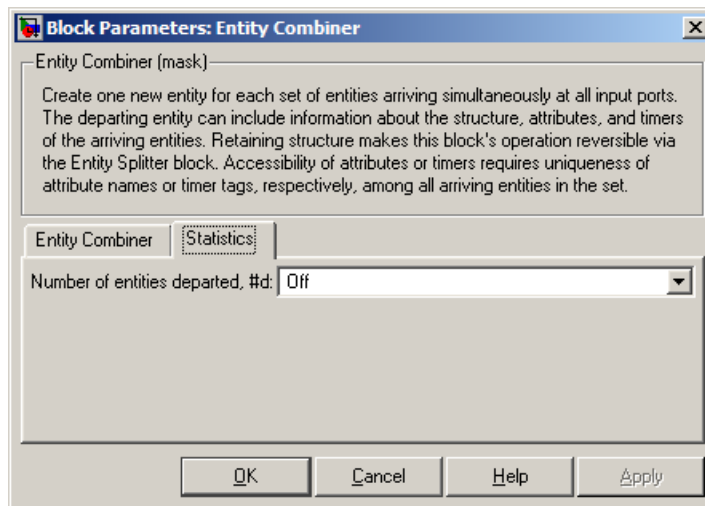 Block Parameters: Entity Combiner
Entity Combiner (mask)
Create one new entity for each set of entities arriving simultaneously at all input ports.
The departing entity can include information about the structure, attributes, and timers
of the arriving entities. Retaining structure makes this block's operation reversible via
the Entity Splitter block. Accessibility of attributes or timers requires uniqueness of
attribute names or timer tags, respectively, among all arriving entities in the set.
Entity Combiner Statistics
Number of entities departed, #d: Off
OK Cancel Help Apply